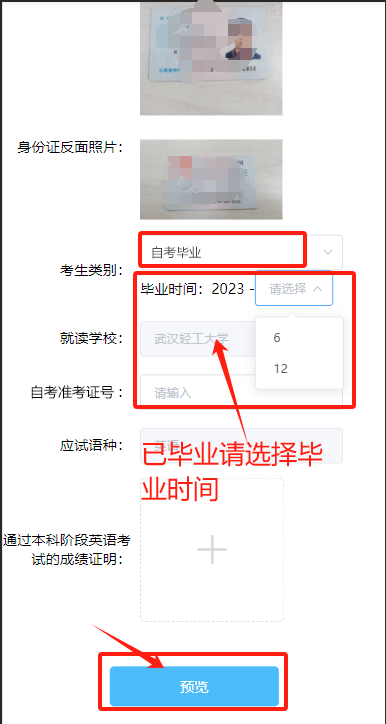 身份证反面照片：
自考毕业
考生类别：
毕业时间：2023 - 请选择
6
12
就读学校： 武汉轻工大学
自考准考证号 ： 请输入
应试语种： 英语
已毕业请选择毕
业时间
通过本科阶段英语考
试的成绩证明：
预览